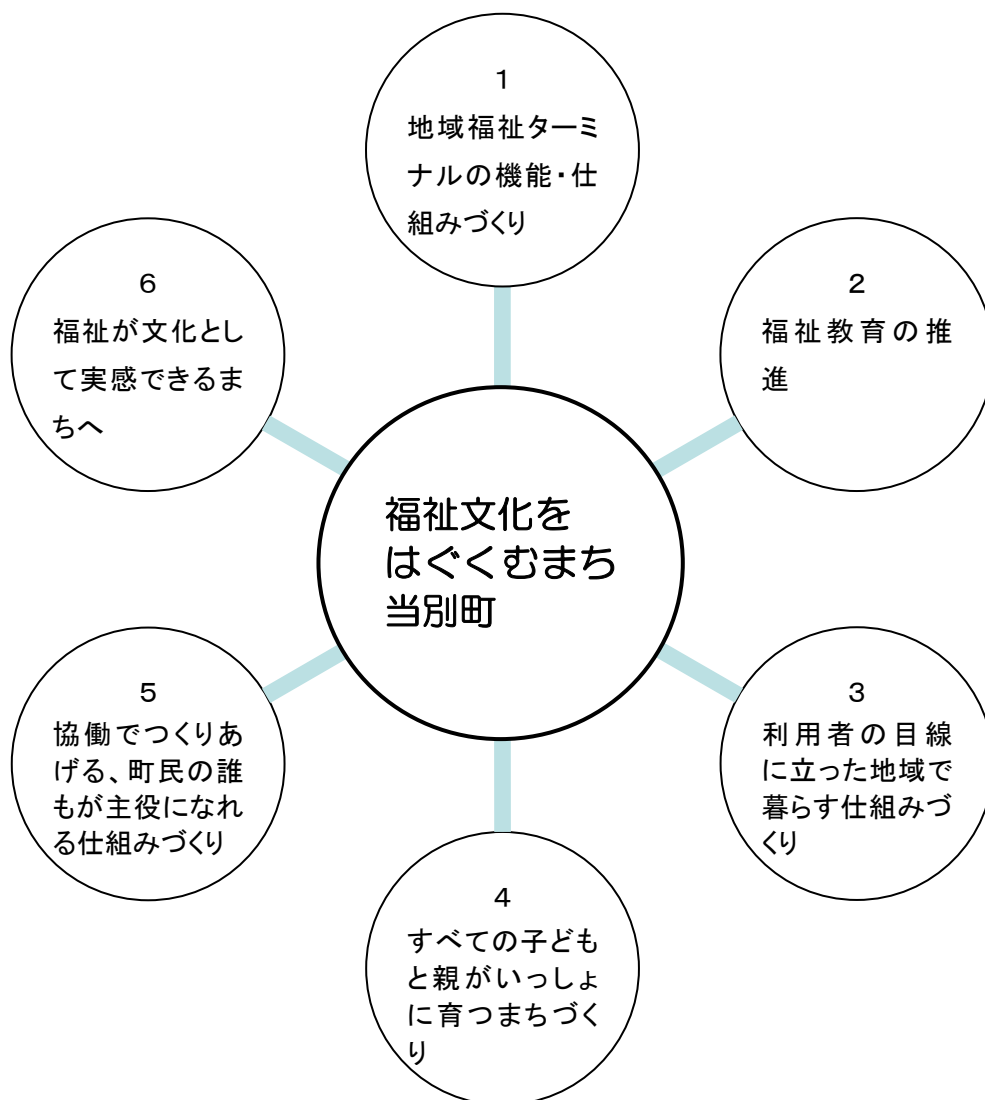 １
地域福祉ターミ
ナルの機能・仕
組みづくり
２
福祉教育の推
進
３
利用者の目線
に立った地域で
暮らす仕組みづ
くり
４
すべての子ども
と親がいっしょ
に育つまちづく
り
５
協働でつくりあ
げる、町民の誰
もが主役になれ
る仕組みづくり
６
福祉が文化とし
て実感できるま
ちへ
福祉文化を
はぐくむまち
当別町